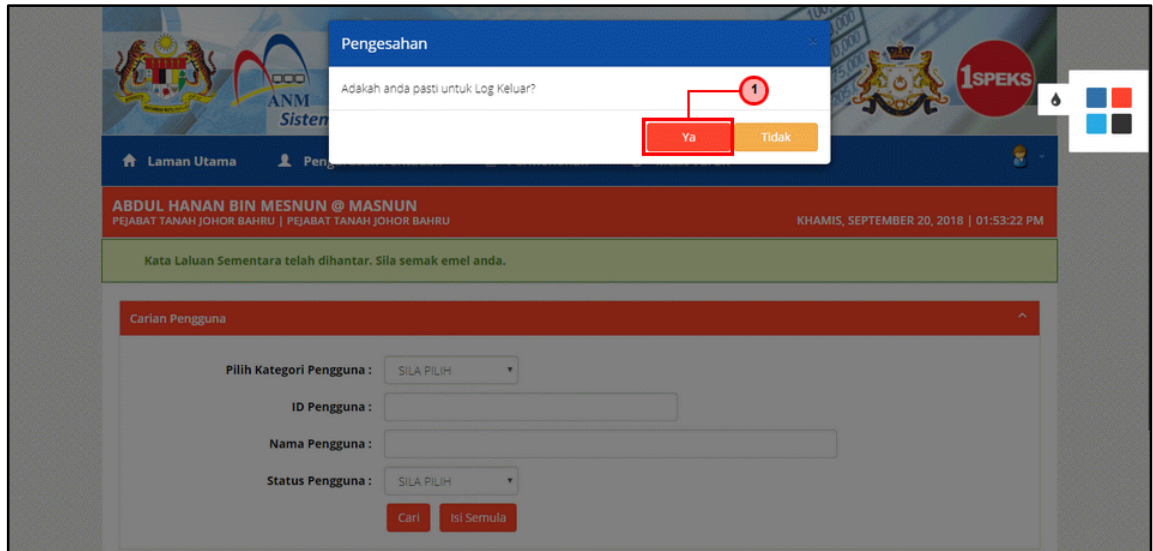 Pengesahan
×
Adakah anda pasti untuk Log Keluar?
1
Ya
Tidak
ANM
Sistem
1SPEKS
Laman Utama
ABDUL HANAN BIN MESNUN @ MASNUN
PEJABAT TANAH JOHOR BAHRU | PEJABAT TANAH JOHOR BAHRU
KHAMIS, SEPTEMBER 20, 2018 | 01:53:22 PM
Kata Laluan Sementara telah dihantar. Sila semak emel anda.
Carian Pengguna
Pilih Kategori Pengguna :
SILA PILIH
ID Pengguna :
Nama Pengguna :
Status Pengguna :
SILA PILIH
Cari
Isi Semula